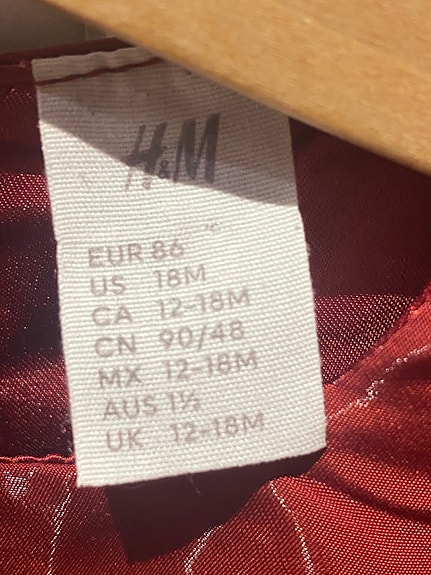 H&M
EUR 86
US 18M
CA 12-18M
CN 90/48
MX 12-18M
AUS 1½
UK 12-18M